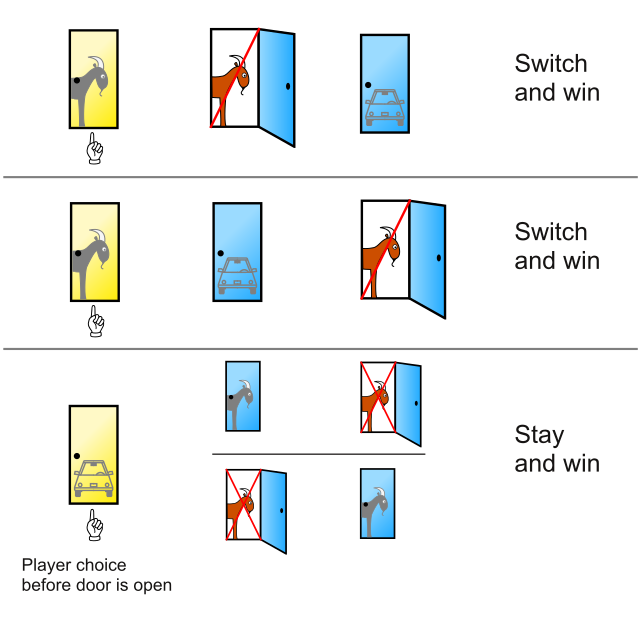 Switch
and win
Switch
and win
Stay
and win
Player choice
before door is open